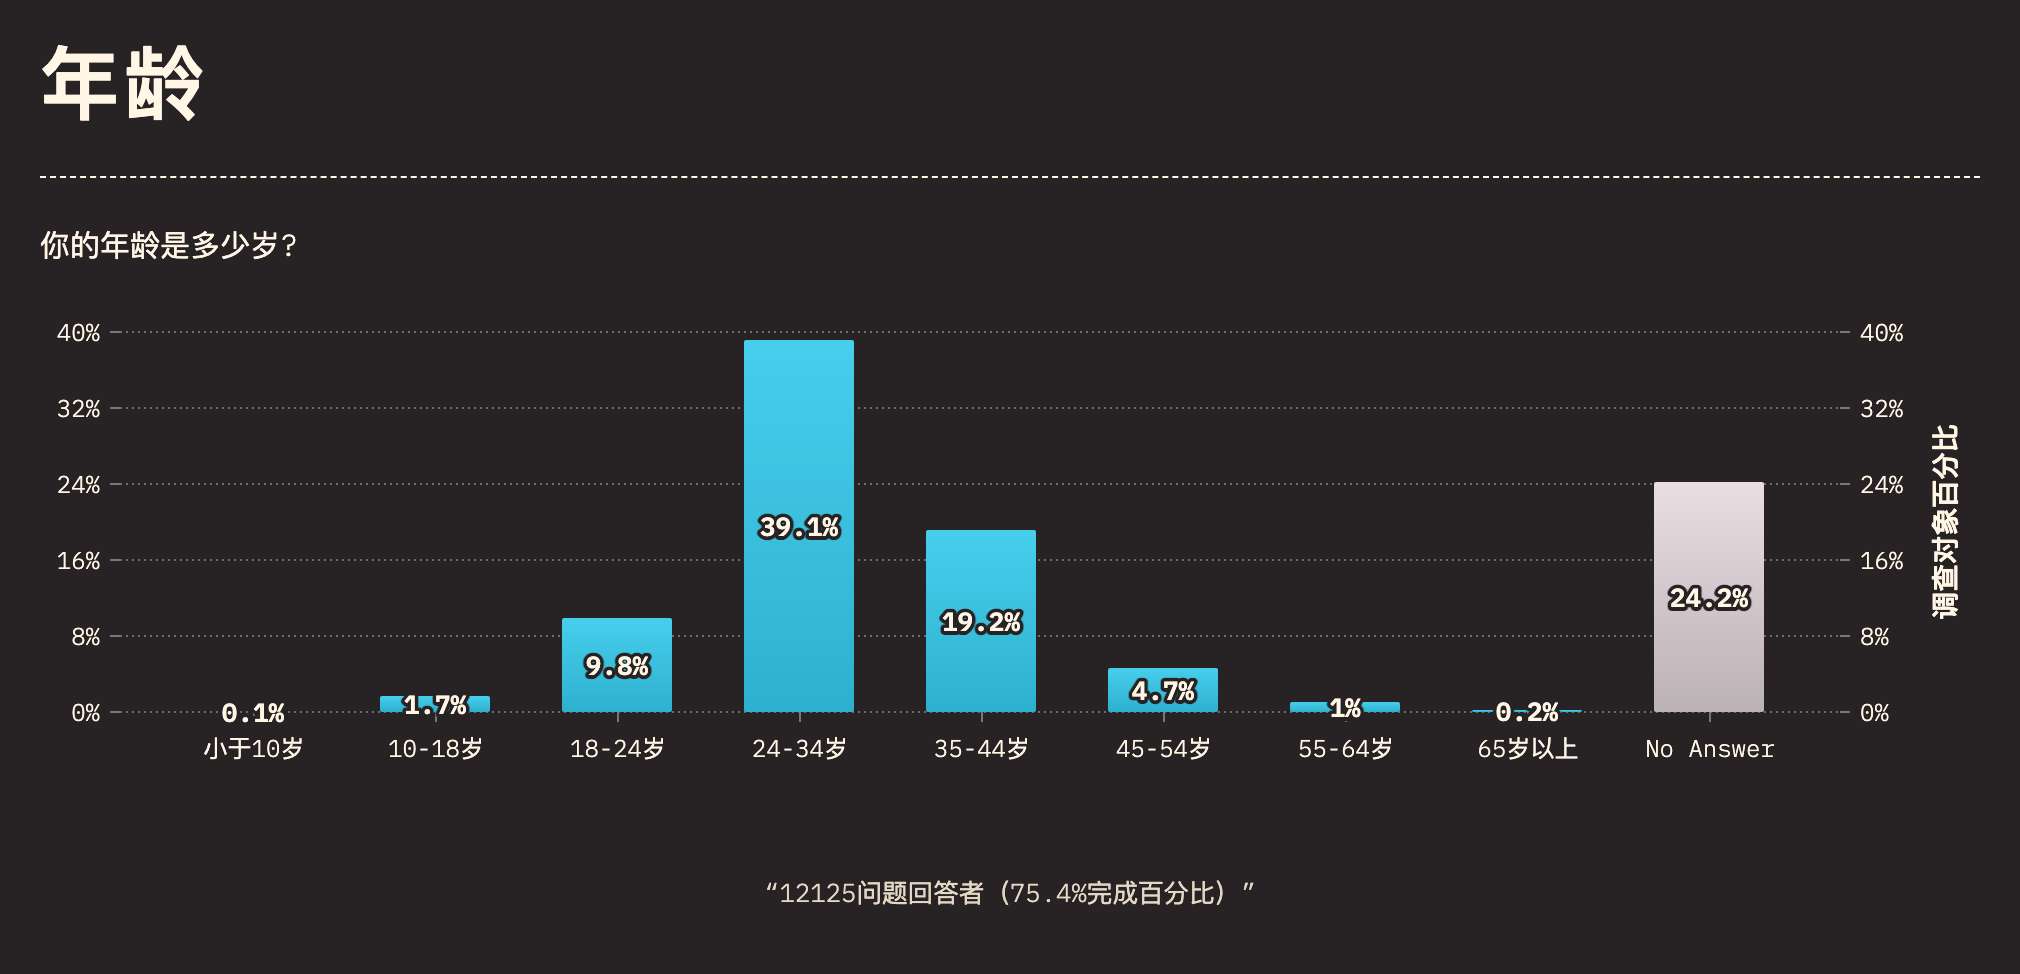 年龄
你的年龄是多少岁?
40% 40%
32% 32%
24% 24%
16% 16%
8% 8%
0% 0%
调查对象百分比
0.1% 1.7% 9.8% 39.1% 19.2% 4.7% 1% 0.2% 24.2%
小于10岁 10-18岁 18-24岁 24-34岁 35-44岁 45-54岁 55-64岁 65岁以上 No Answer
“12125问题回答者（75.4%完成百分比）”